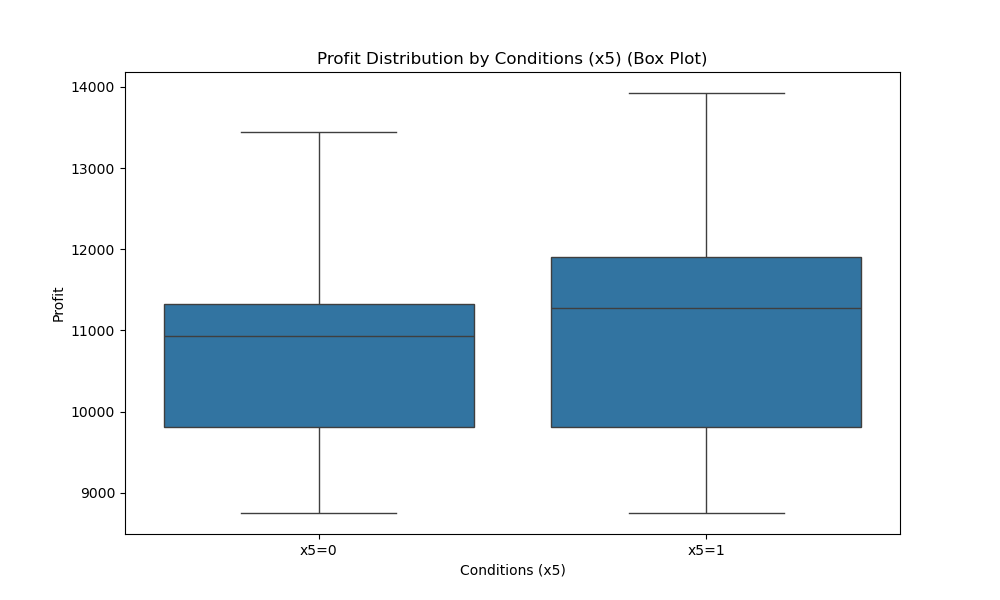 Profit Distribution by Conditions (x5) (Box Plot)
14000
13000
12000
11000
10000
9000
Profit
x5=0
x5=1
Conditions (x5)